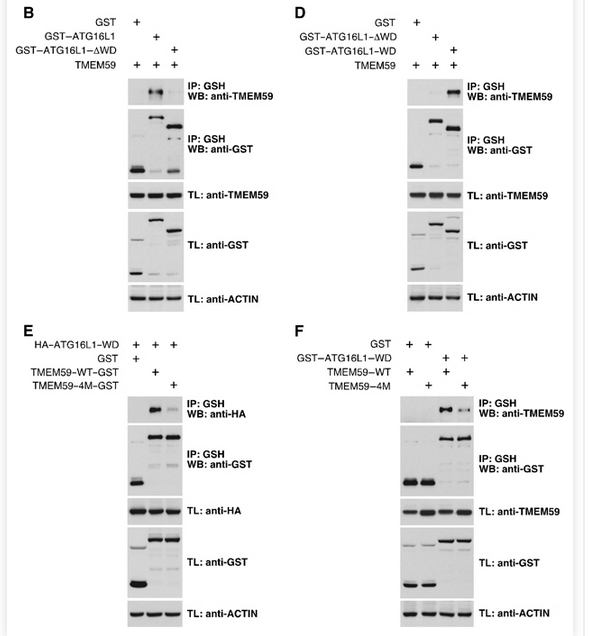 B
GST +
GST–ATG16L1 +
GST–ATG16L1–ΔWD +
TMEM59 + + +
IP: GSH
WB: anti-TMEM59
IP: GSH
WB: anti-GST
TL: anti-TMEM59
TL: anti-GST
TL: anti-ACTIN
D
GST +
GST–ATG16L1–ΔWD +
GST–ATG16L1–WD +
TMEM59 + + +
IP: GSH
WB: anti-TMEM59
IP: GSH
WB: anti-GST
TL: anti-TMEM59
TL: anti-GST
TL: anti-ACTIN
E
HA–ATG16L1–WD + + +
GST +
TMEM59–WT–GST +
TMEM59–4M–GST +
IP: GSH
WB: anti-HA
IP: GSH
WB: anti-GST
TL: anti-HA
TL: anti-GST
TL: anti-ACTIN
F
GST + +
GST–ATG16L1–WD + +
TMEM59–WT + +
TMEM59–4M + +
IP: GSH
WB: anti-TMEM59
IP: GSH
WB: anti-GST
TL: anti-TMEM59
TL: anti-GST
TL: anti-ACTIN